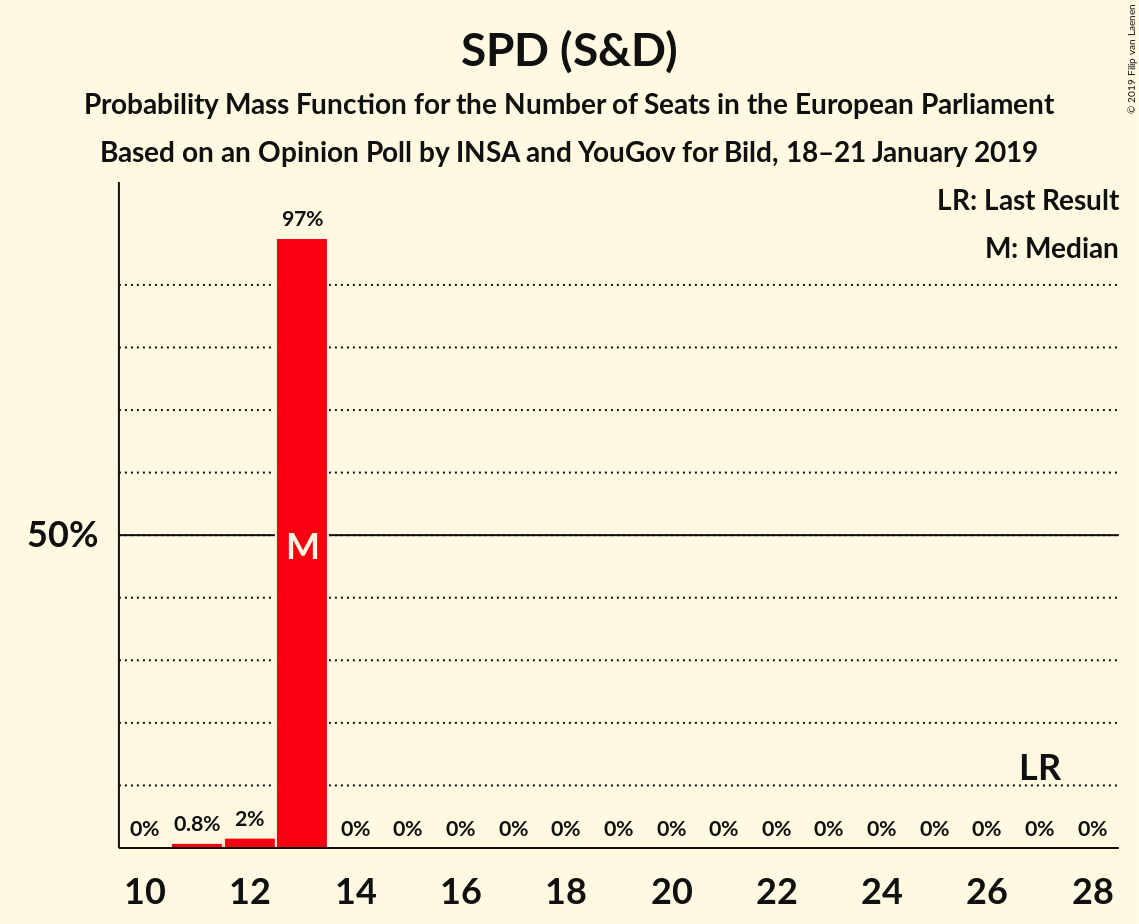 SPD (S&D)
Probability Mass Function for the Number of Seats in the European Parliament
Based on an Opinion Poll by INSA and YouGov for Bild, 18–21 January 2019
© 2019 Filip van Laenen
LR: Last Result
M: Median
97%
50%
M
LR
0% 0.8% 2% 0% 0% 0% 0% 0% 0% 0% 0% 0% 0% 0% 0% 0% 0% 0%
10 12 14 16 18 20 22 24 26 28